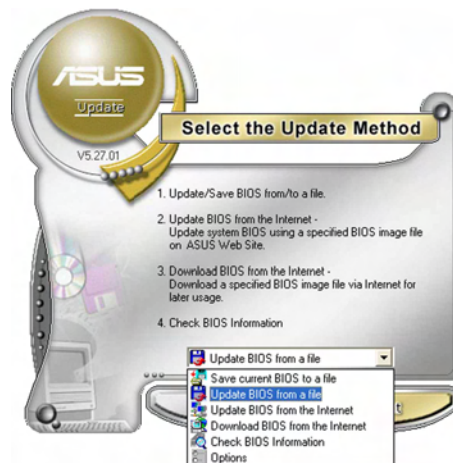 ASUS
Update
V5.27.01
Select the Update Method
1. Update/Save BIOS from/to a file.
2. Update BIOS from the Internet -
Update system BIOS using a specified BIOS image file
on ASUS Web Site.
3. Download BIOS from the Internet -
Download a specified BIOS image file via Internet for
later usage.
4. Check BIOS Information
Update BIOS from a file
Save current BIOS to a file
Update BIOS from a file
Update BIOS from the Internet
Download BIOS from the Internet
Check BIOS Information
Options